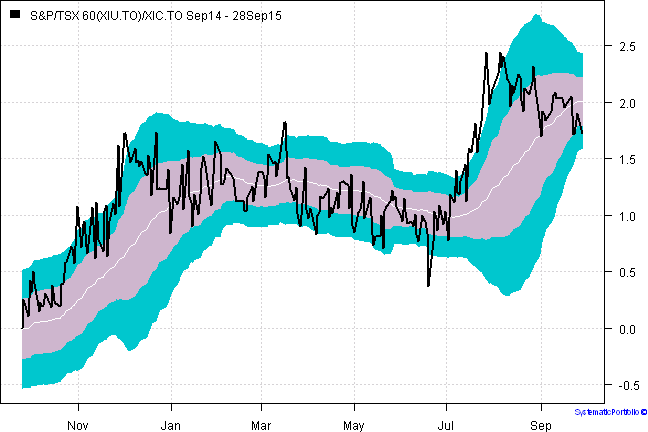 S&P/TSX 60(XIU.TO)/XIC.TO Sep14 - 28Sep15
2.5
2.0
1.5
1.0
0.5
0.0
-0.5
Nov Jan Mar May Jul Sep
SystematicPortfolio ©